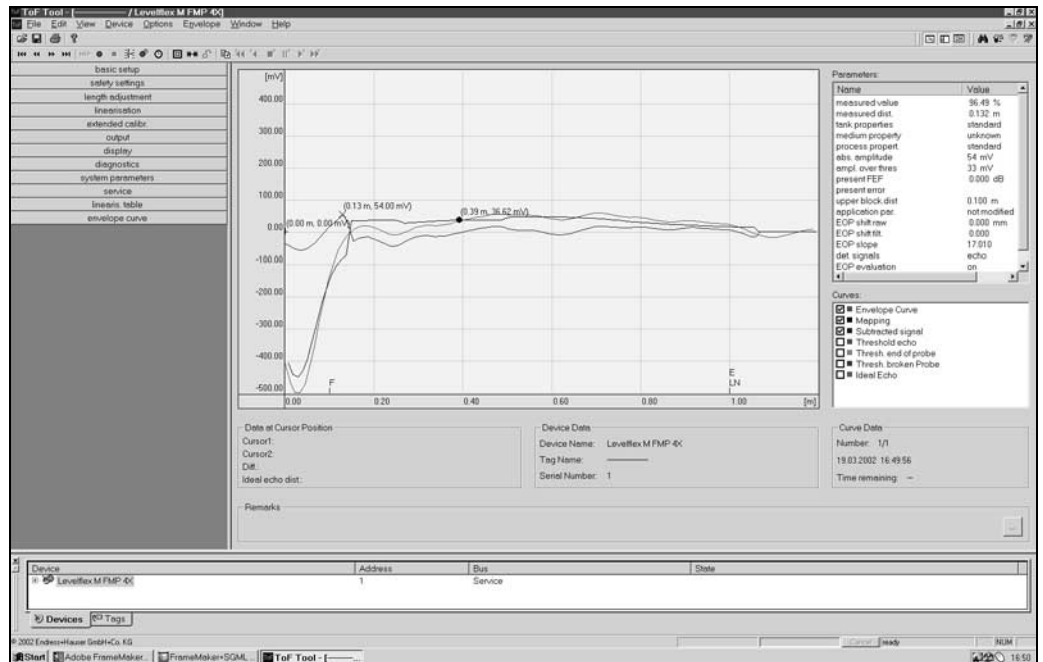 ToF Tool - [ / Levelflex M FMP 4X]
File Edit View Device Options Envelope Window Help
basic setup
safety settings
length adjustment
linearisation
extended calibr.
output
display
diagnostics
system parameters
service
linearis. table
envelope curve
[mV]
400.00
300.00
200.00
100.00
0.00
-100.00
-200.00
-300.00
-400.00
-500.00
(0.00 m, 0.00 mV)
(0.13 m, 54.00 mV)
(0.39 m, 36.62 mV)
F
E
LN
0.00 0.20 0.40 0.60 0.80 1.00 [m]
Parameters:
Name Value
measured value 96.49 %
measured dist. 0.132 m
tank properties standard
medium property unknown
process propert. standard
abs. amplitude 54 mV
ampl. over thres 33 mV
present FEF 0.000 dB
present error
upper block.dist 0.100 m
application par. not modified
EOP shift raw 0.000 mm
EOP shift filt. 0.000
EOP slope 17.010
det. signals echo
EOP evaluation on
Curves:
Envelope Curve
Mapping
Subtracted signal
Threshold echo
Thresh. end of probe
Thresh. broken Probe
Ideal Echo
Data at Cursor Position
Cursor1:
Cursor2:
Diff.:
Ideal echo dist.:
Device Data
Device Name: Levelflex M FMP 4X
Tag Name: ----------
Serial Number: 1
Curve Data
Number: 1/1
19.03.2002 16:49:56
Time remaining: --
Remarks
...
Device Address Bus State
Levelflex M FMP 4X 1 Service
Devices Tags
© 2002 Endress+Hauser GmbH+Co. KG
Cancel ready NUM
Start Adobe FrameMaker... FrameMaker+SGML... ToF Tool - [-----... 16:50